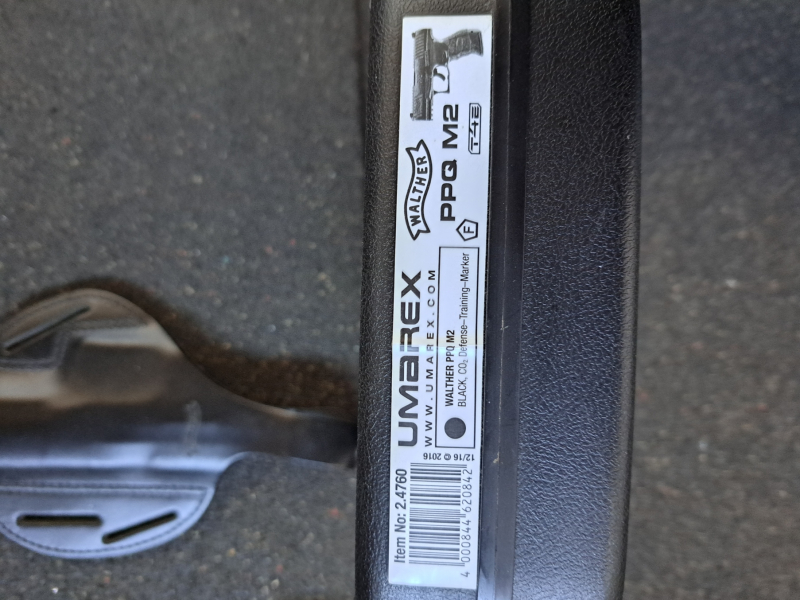 WALTHER
PPQ M2
T4E
F
UMAREX
WWW.UMAREX.COM
WALTHER PPQ M2
BLACK, CO₂ Defense-Training-Marker
12/16 © 2016
Item No: 2.4760
4 000844 620842